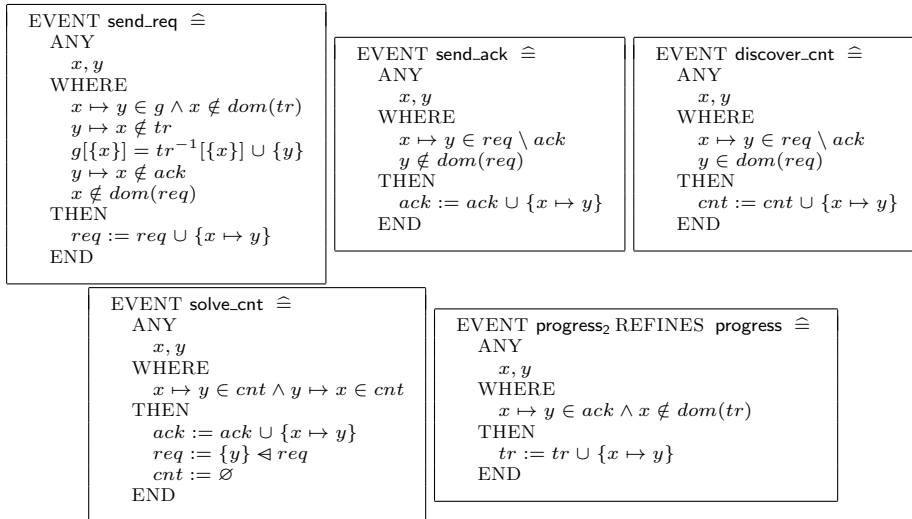 EVENT send_req ≙
ANY
x, y
WHERE
x ↦ y ∈ g ∧ x ∉ dom(tr)
y ↦ x ∉ tr
g[{x}] = tr⁻¹[{x}] ∪ {y}
y ↦ x ∉ ack
x ∉ dom(req)
THEN
req := req ∪ {x ↦ y}
END
EVENT send_ack ≙
ANY
x, y
WHERE
x ↦ y ∈ req \ ack
y ∉ dom(req)
THEN
ack := ack ∪ {x ↦ y}
END
EVENT discover_cnt ≙
ANY
x, y
WHERE
x ↦ y ∈ req \ ack
y ∈ dom(req)
THEN
cnt := cnt ∪ {x ↦ y}
END
EVENT solve_cnt ≙
ANY
x, y
WHERE
x ↦ y ∈ cnt ∧ y ↦ x ∈ cnt
THEN
ack := ack ∪ {x ↦ y}
req := {y} ⩤ req
cnt := ∅
END
EVENT progress₂ REFINES progress ≙
ANY
x, y
WHERE
x ↦ y ∈ ack ∧ x ∉ dom(tr)
THEN
tr := tr ∪ {x ↦ y}
END